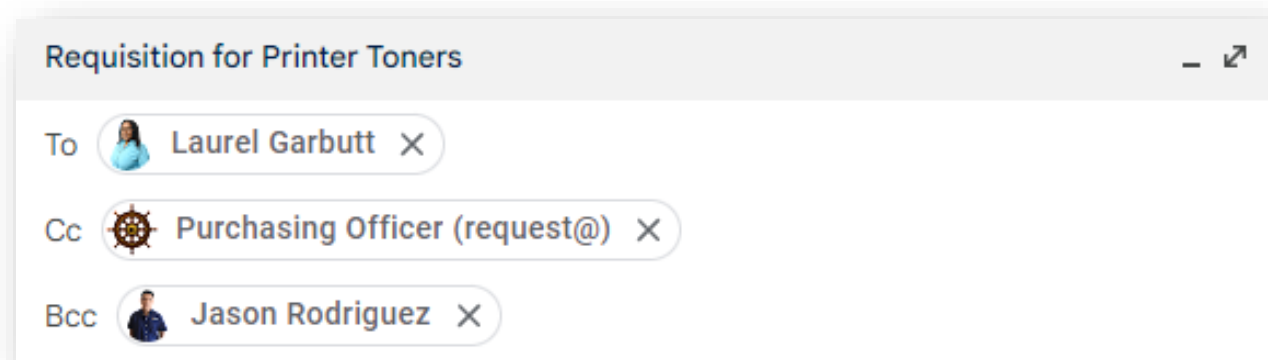 Requisition for Printer Toners
To Laurel Garbutt
Cc Purchasing Officer (request@)
Bcc Jason Rodriguez